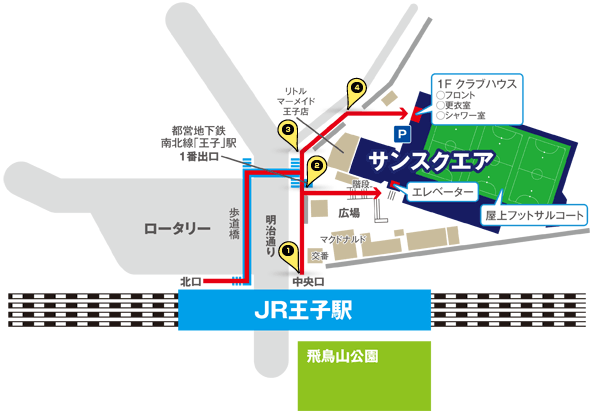 1F クラブハウス
○フロント
○更衣室
○シャワー室
リトル
マーメイド
王子店
4
都営地下鉄
南北線「王子」駅
1番出口
3
P
サンスクエア
2
階段
エレベーター
屋上フットサルコート
広場
歩道橋
明治通り
ロータリー
マクドナルド
交番
1
北口
中央口
JR王子駅
飛鳥山公園